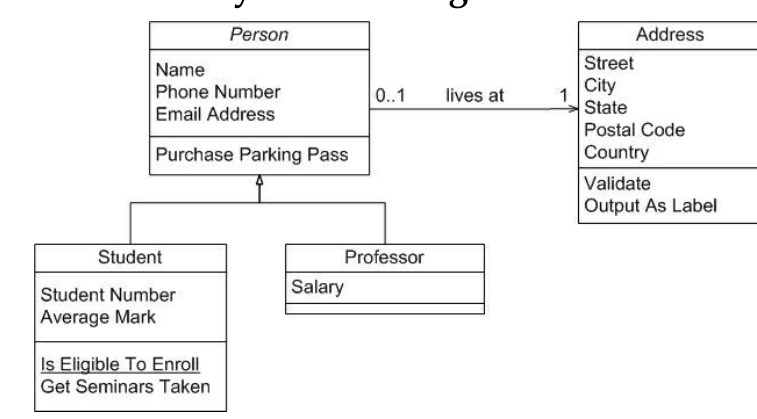 Person
Name
Phone Number
Email Address
Purchase Parking Pass
0..1 lives at 1
Address
Street
City
State
Postal Code
Country
Validate
Output As Label
Student
Student Number
Average Mark
Is Eligible To Enroll
Get Seminars Taken
Professor
Salary